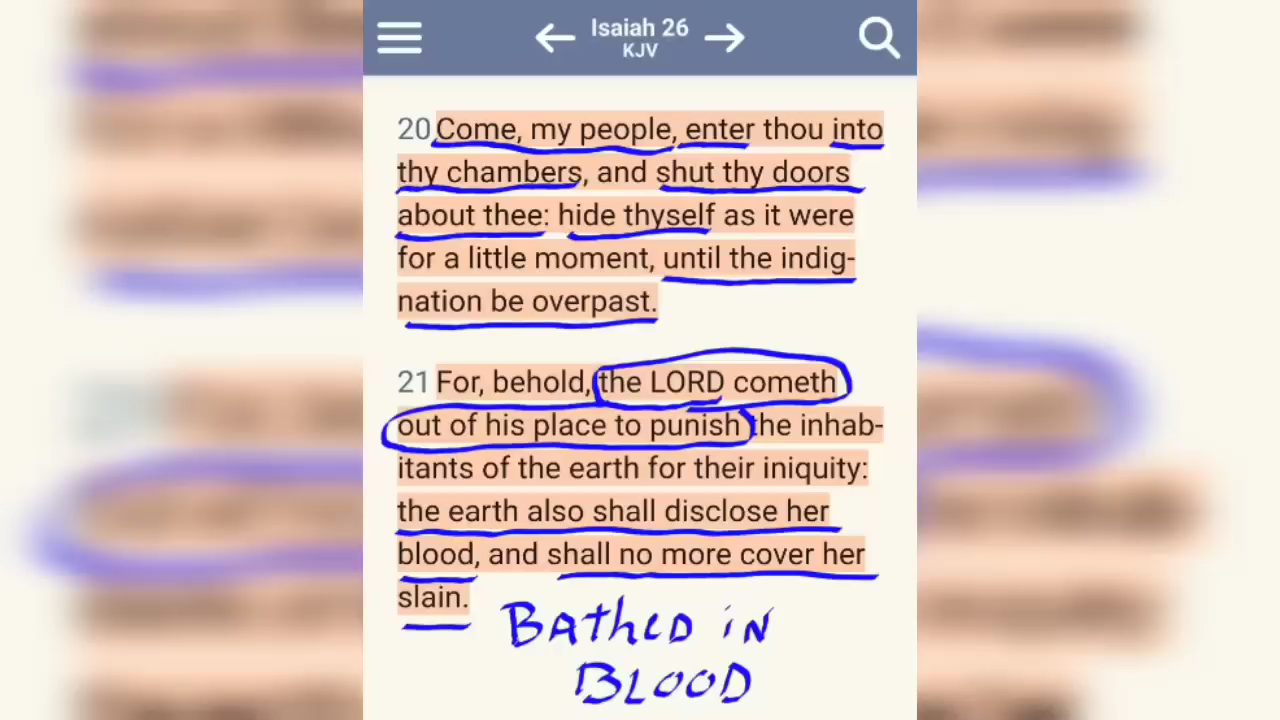 Isaiah 26
KJV
20 Come, my people, enter thou into
thy chambers, and shut thy doors
about thee: hide thyself as it were
for a little moment, until the indig-
nation be overpast.
21 For, behold, the LORD cometh
out of his place to punish the inhab-
itants of the earth for their iniquity:
the earth also shall disclose her
blood, and shall no more cover her
slain.
BATHED iN
BLOOD